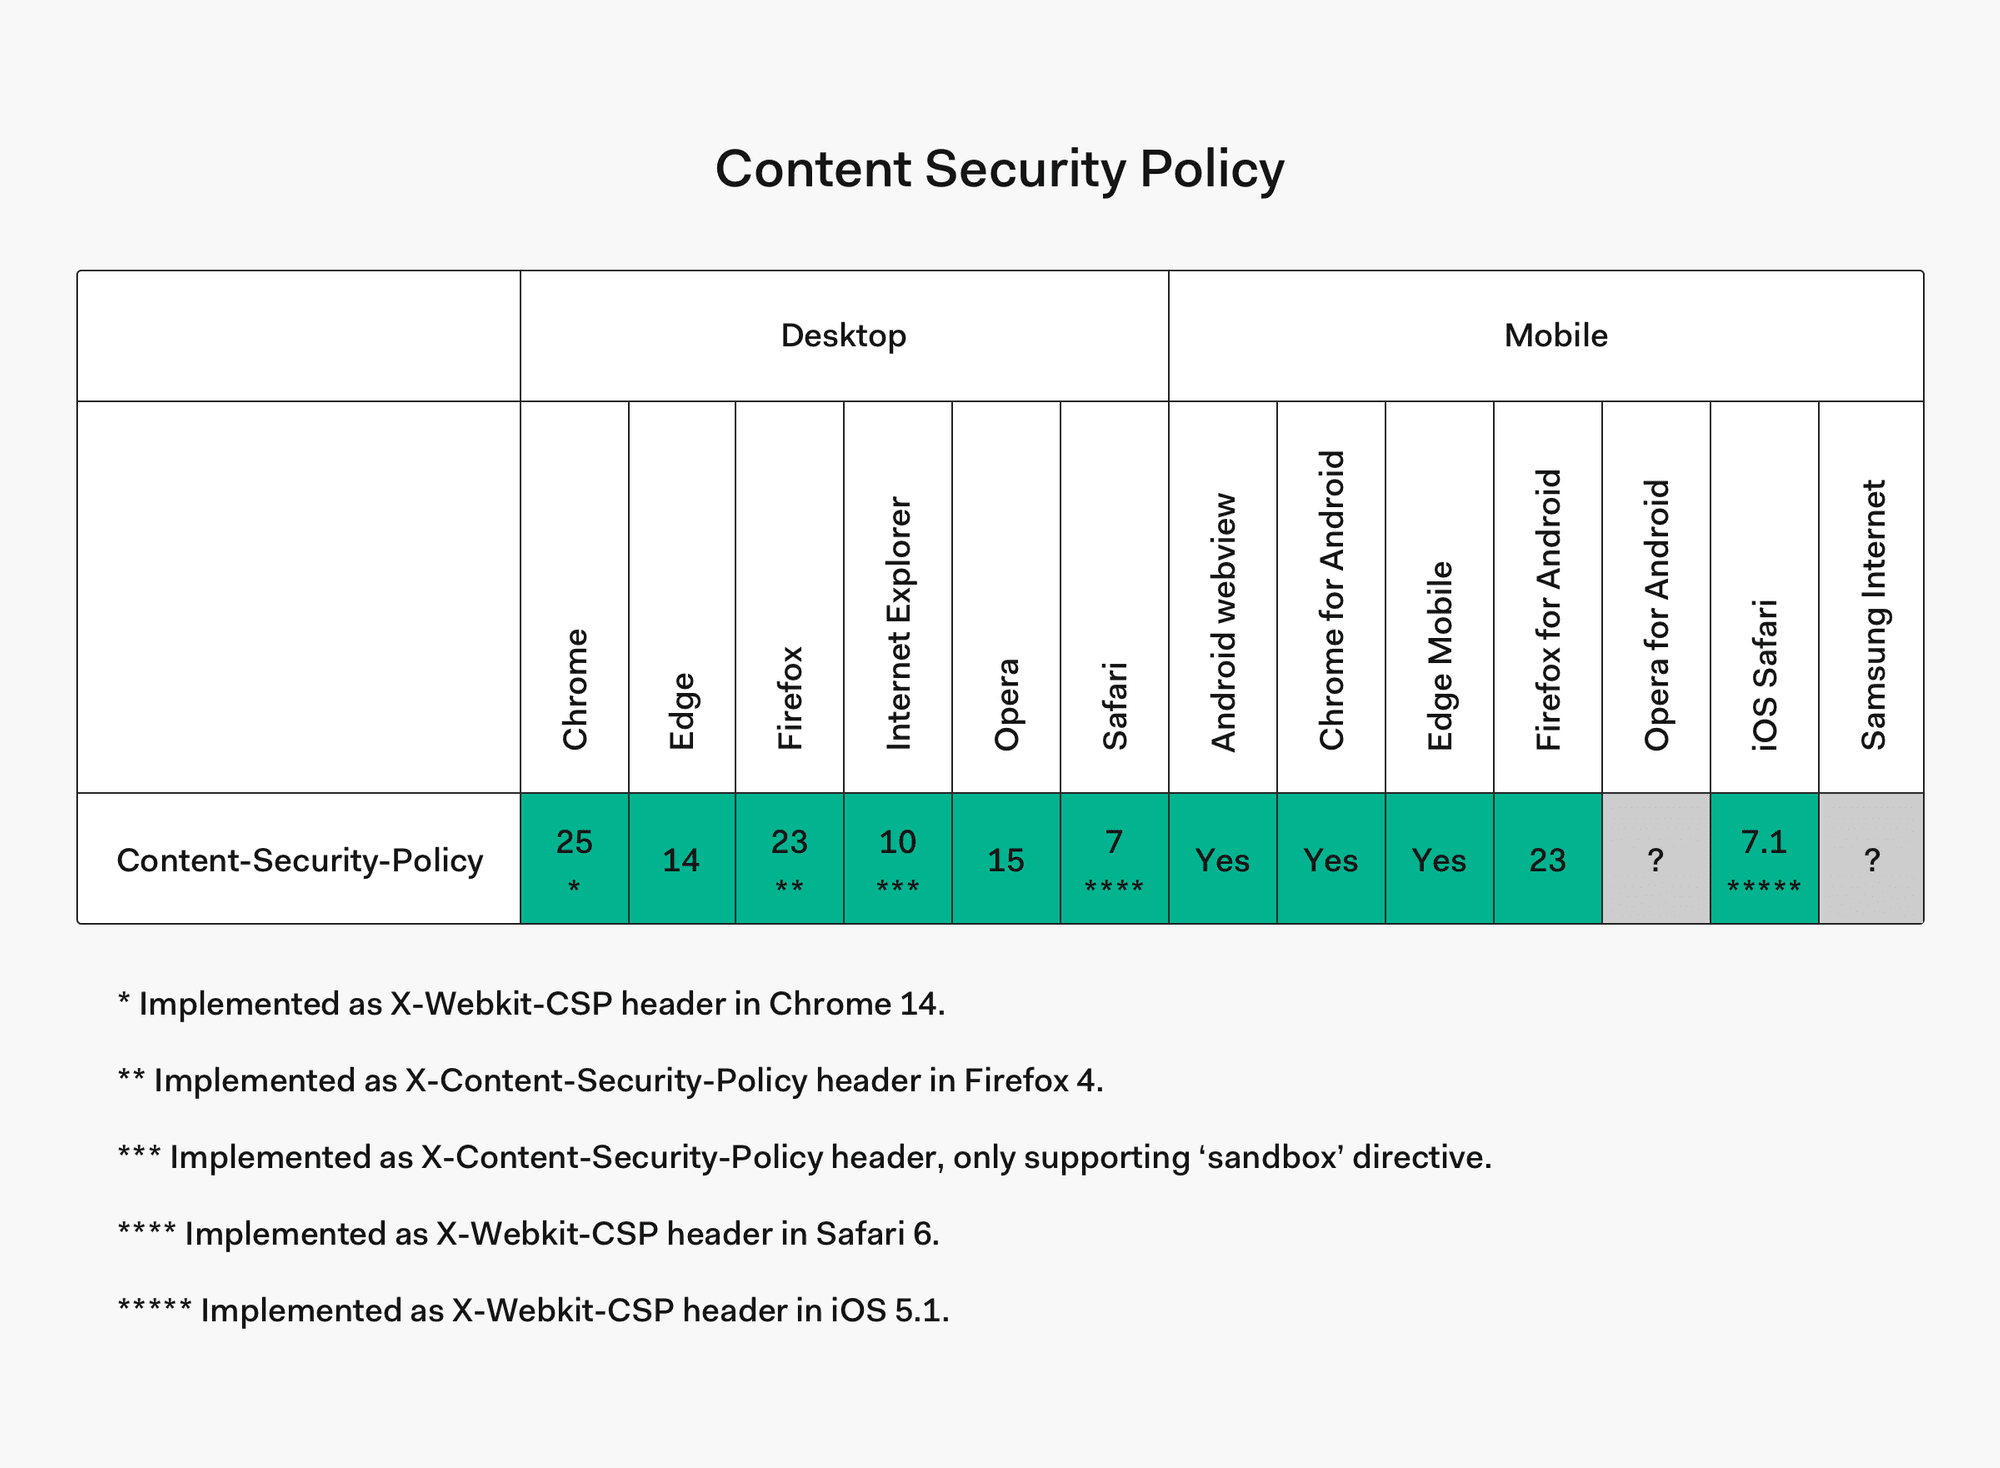 Content Security Policy
Desktop
Mobile
Chrome
Edge
Firefox
Internet Explorer
Opera
Safari
Android webview
Chrome for Android
Edge Mobile
Firefox for Android
Opera for Android
iOS Safari
Samsung Internet
Content-Security-Policy
25
*
14
23
**
10
***
15
7
****
Yes
Yes
Yes
23
?
7.1
*****
?
* Implemented as X-Webkit-CSP header in Chrome 14.
** Implemented as X-Content-Security-Policy header in Firefox 4.
*** Implemented as X-Content-Security-Policy header, only supporting ‘sandbox’ directive.
**** Implemented as X-Webkit-CSP header in Safari 6.
***** Implemented as X-Webkit-CSP header in iOS 5.1.